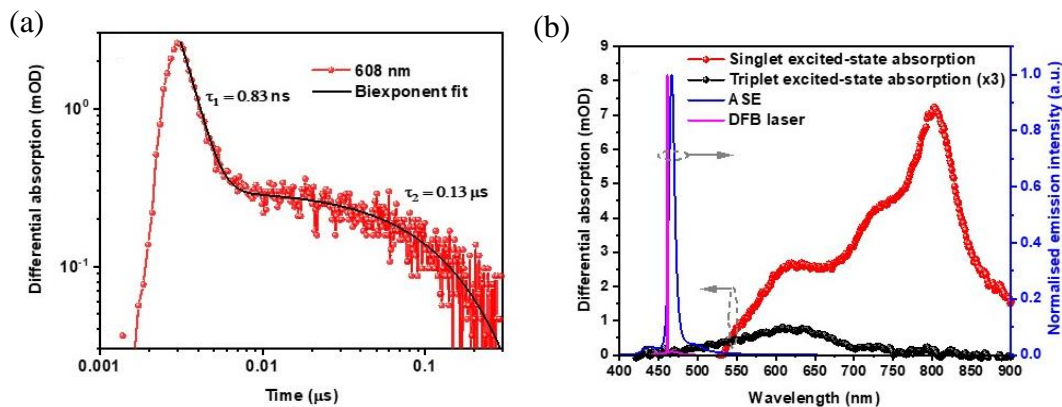 (a)
Differential absorption (mOD)
10⁰
10⁻¹
608 nm
Biexponent fit
τ₁ = 0.83 ns
τ₂ = 0.13 μs
0.001 0.01 0.1
Time (μs)
(b)
Differential absorption (mOD)
9
8
7
6
5
4
3
2
1
0
Singlet excited-state absorption
Triplet excited-state absorption (x3)
ASE
DFB laser
1.0
0.8
0.6
0.4
0.2
0.0
Normalised emission intensity (a.u.)
400 450 500 550 600 650 700 750 800 850 900
Wavelength (nm)